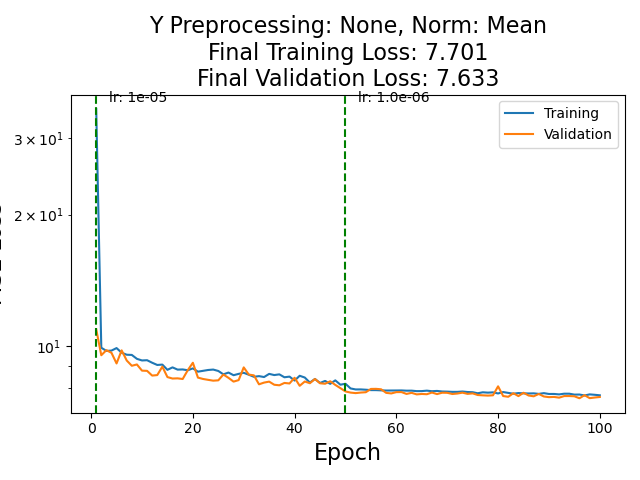 Y Preprocessing: None, Norm: Mean
Final Training Loss: 7.701
Final Validation Loss: 7.633
lr: 1e-05
lr: 1.0e-06
Training
Validation
3 × 10¹
2 × 10¹
10¹
0
20
40
60
80
100
Epoch